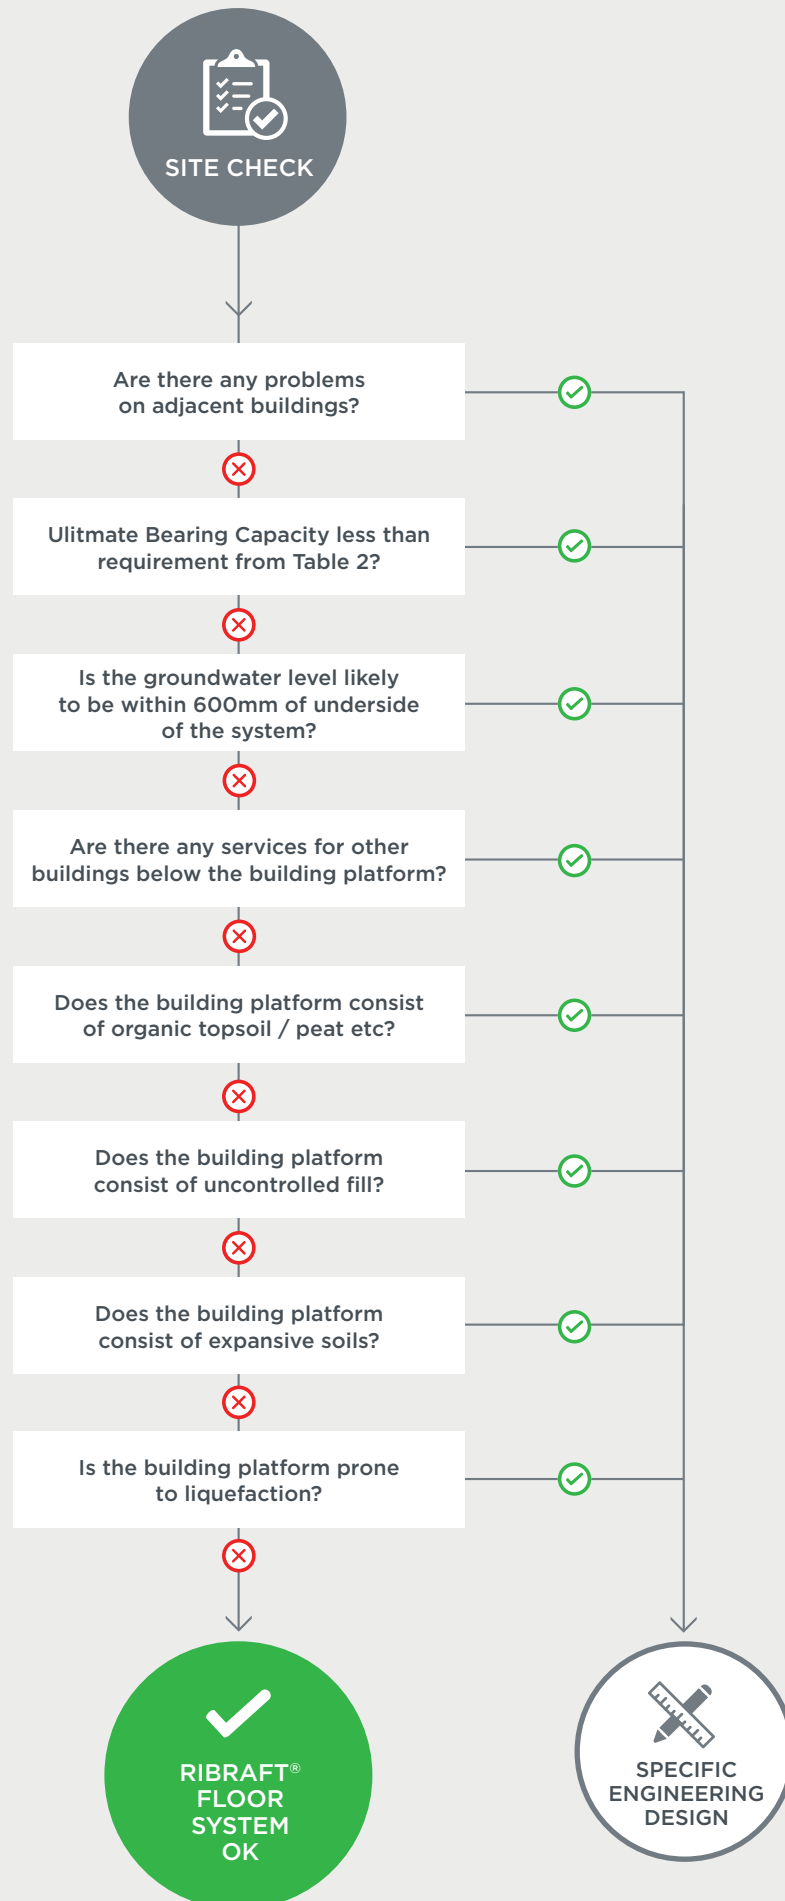 SITE CHECK
Are there any problems
on adjacent buildings?
Ulitmate Bearing Capacity less than
requirement from Table 2?
Is the groundwater level likely
to be within 600mm of underside
of the system?
Are there any services for other
buildings below the building platform?
Does the building platform consist
of organic topsoil / peat etc?
Does the building platform
consist of uncontrolled fill?
Does the building platform
consist of expansive soils?
Is the building platform prone
to liquefaction?
RIBRAFT®
FLOOR
SYSTEM
OK
SPECIFIC
ENGINEERING
DESIGN